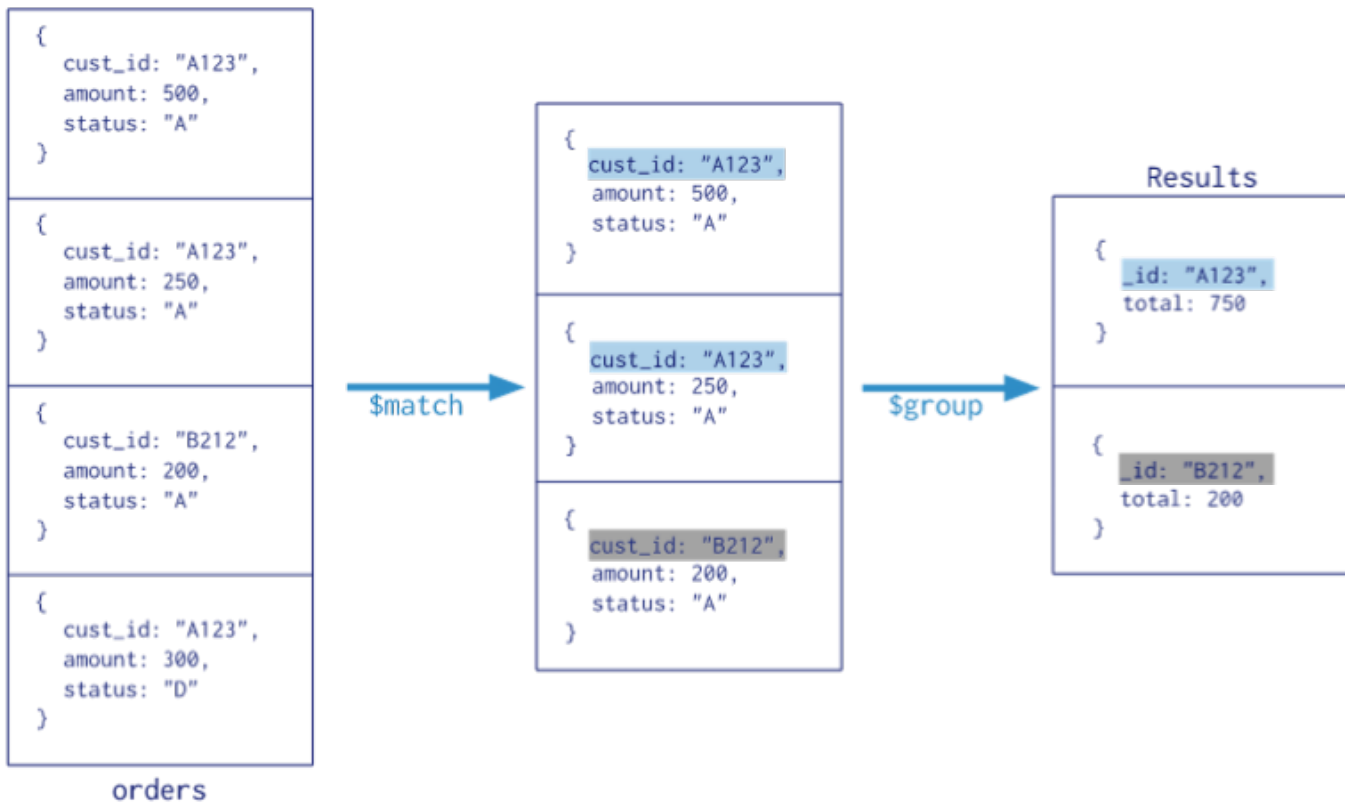 {
cust_id: "A123",
amount: 500,
status: "A"
}
{
cust_id: "A123",
amount: 250,
status: "A"
}
{
cust_id: "B212",
amount: 200,
status: "A"
}
{
cust_id: "A123",
amount: 300,
status: "D"
}
orders
$match
{
cust_id: "A123",
amount: 500,
status: "A"
}
{
cust_id: "A123",
amount: 250,
status: "A"
}
{
cust_id: "B212",
amount: 200,
status: "A"
}
$group
Results
{
_id: "A123",
total: 750
}
{
_id: "B212",
total: 200
}